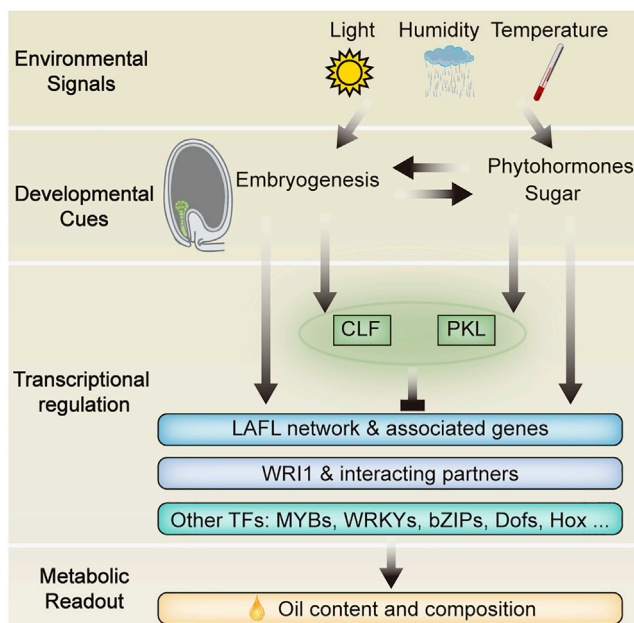 Environmental
Signals
Light
Humidity
Temperature
Developmental
Cues
Embryogenesis
Phytohormones
Sugar
Transcriptional
regulation
CLF
PKL
LAFL network & associated genes
WRI1 & interacting partners
Other TFs: MYBs, WRKYs, bZIPs, Dofs, Hox ...
Metabolic
Readout
Oil content and composition